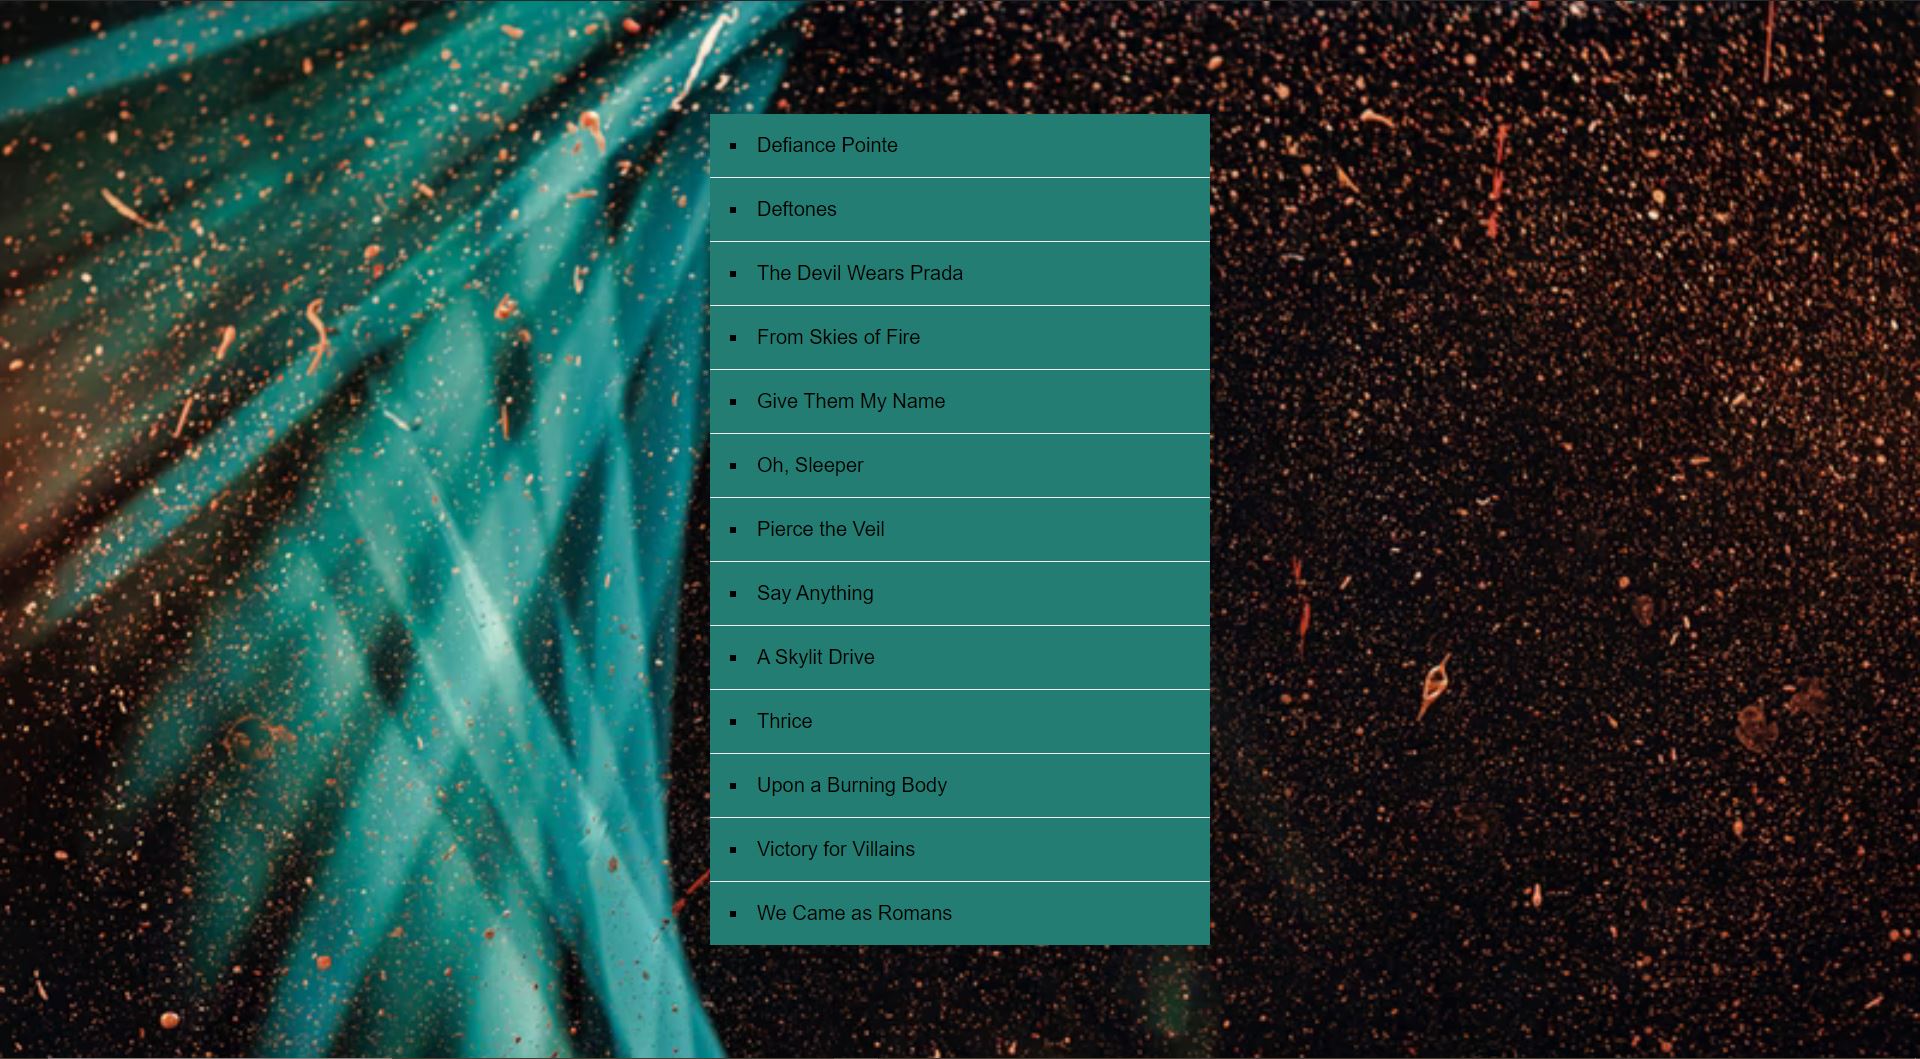 Defiance Pointe
Deftones
The Devil Wears Prada
From Skies of Fire
Give Them My Name
Oh, Sleeper
Pierce the Veil
Say Anything
A Skylit Drive
Thrice
Upon a Burning Body
Victory for Villains
We Came as Romans